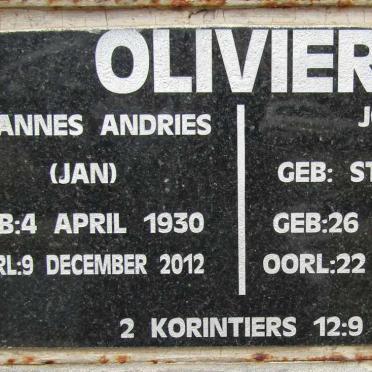 OLIVIER
ANNES ANDRIES
(JAN)
B:4 APRIL 1930
RL:9 DECEMBER 2012
JO
GEB: ST
GEB:26
OORL:22
2 KORINTIERS 12:9